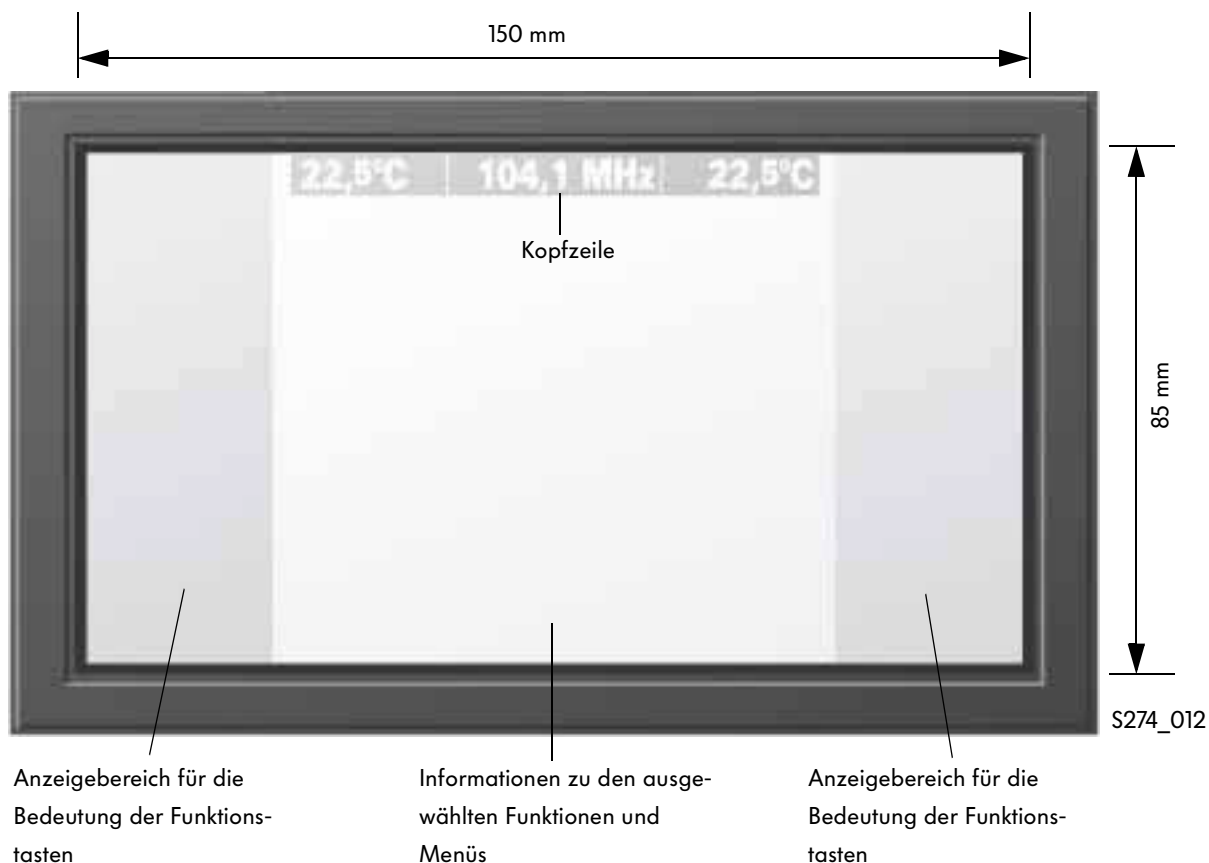 150 mm
22,5°C 104,1 MHz 22,5°C
Kopfzeile
85 mm
S274_012
Anzeigebereich für die
Bedeutung der Funktions-
tasten
Informationen zu den ausge-
wählten Funktionen und
Menüs
Anzeigebereich für die
Bedeutung der Funktions-
tasten